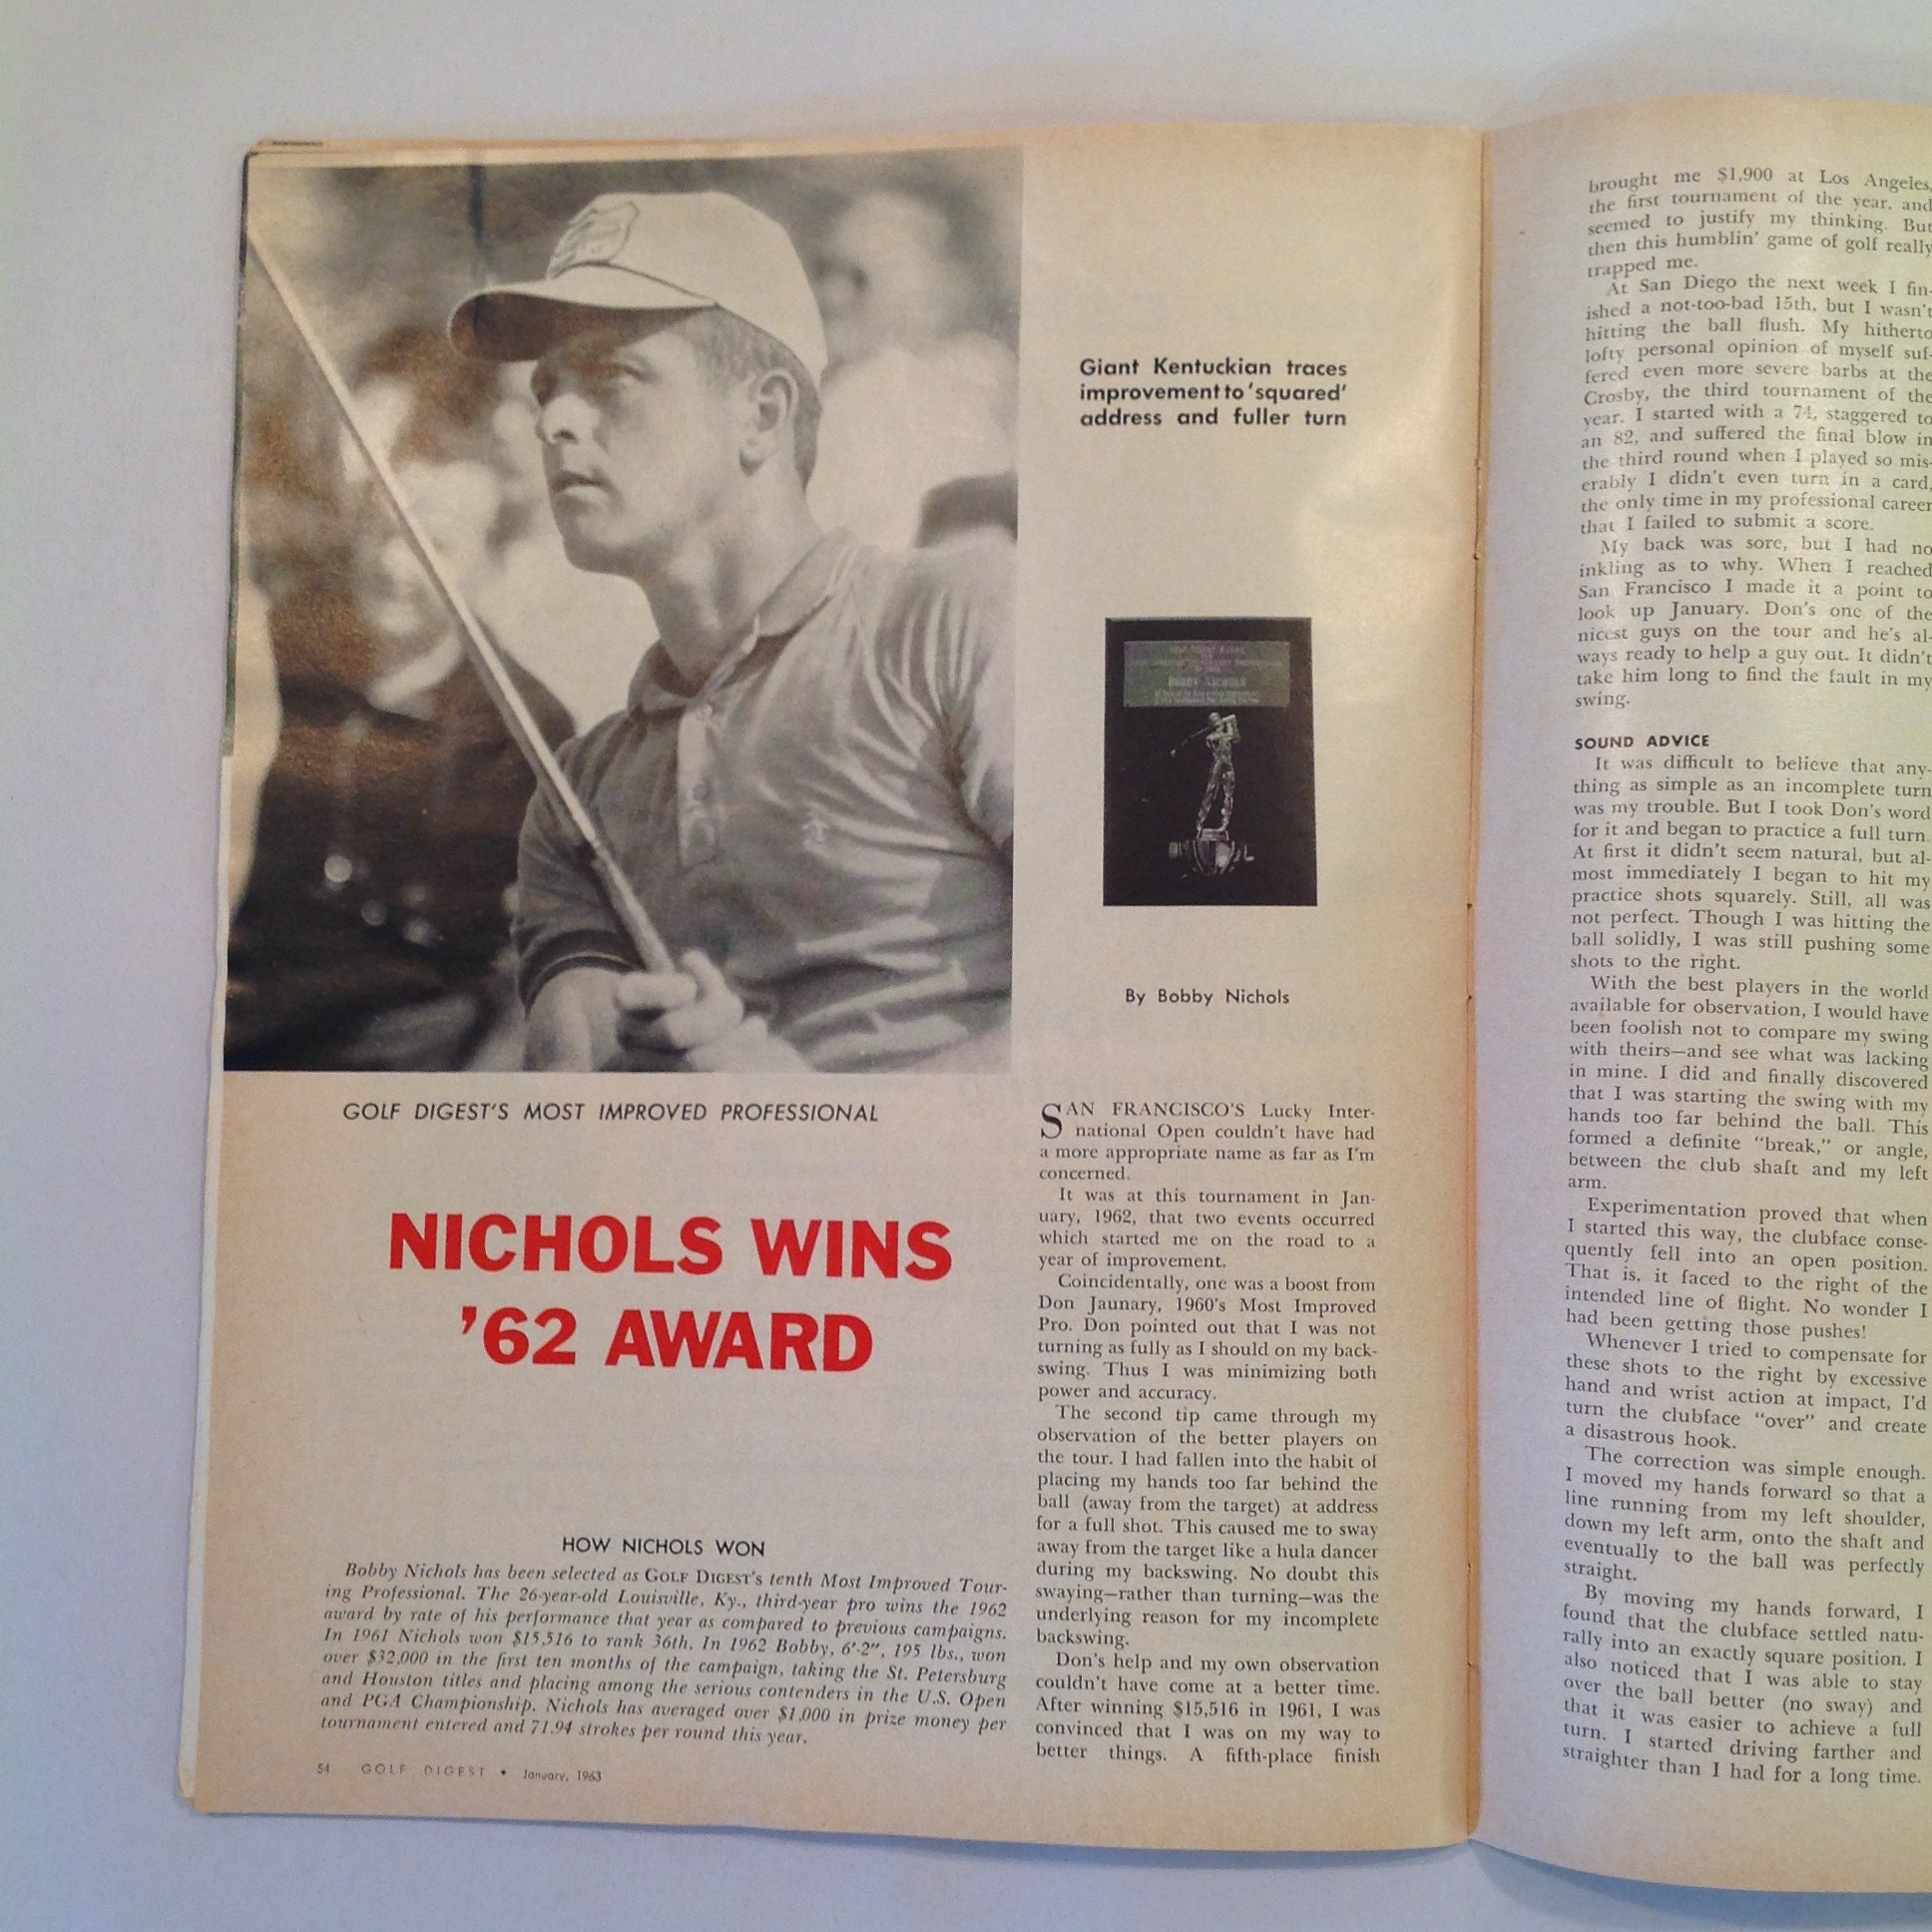 Giant Kentuckian traces
improvement to 'squared'
address and fuller turn
BOBBY NICHOLS
By Bobby Nichols
GOLF DIGEST'S MOST IMPROVED PROFESSIONAL
NICHOLS WINS
'62 AWARD
HOW NICHOLS WON
Bobby Nichols has been selected as GOLF DIGEST'S tenth Most Improved Tour-
ing Professional. The 26-year-old Louisville, Ky., third-year pro wins the 1962
award by rate of his performance that year as compared to previous campaigns.
In 1961 Nichols won $15,516 to rank 36th. In 1962 Bobby, 6'-2", 195 lbs., won
over $32,000 in the first ten months of the campaign, taking the St. Petersburg
and Houston titles and placing among the serious contenders in the U.S. Open
and PGA Championship. Nichols has averaged over $1,000 in prize money per
tournament entered and 71.94 strokes per round this year.
54 GOLF DIGEST • January, 1963
SAN FRANCISCO'S Lucky Inter-
national Open couldn't have had
a more appropriate name as far as I'm
concerned.
It was at this tournament in Jan-
uary, 1962, that two events occurred
which started me on the road to a
year of improvement.
Coincidentally, one was a boost from
Don Jaunary, 1960's Most Improved
Pro. Don pointed out that I was not
turning as fully as I should on my back-
swing. Thus I was minimizing both
power and accuracy.
The second tip came through my
observation of the better players on
the tour. I had fallen into the habit of
placing my hands too far behind the
ball (away from the target) at address
for a full shot. This caused me to sway
away from the target like a hula dancer
during my backswing. No doubt this
swaying—rather than turning—was the
underlying reason for my incomplete
backswing.
Don's help and my own observation
couldn't have come at a better time.
After winning $15,516 in 1961, I was
convinced that I was on my way to
better things. A fifth-place finish
brought me $1,900 at Los Angeles,
the first tournament of the year, and
seemed to justify my thinking. But
then this humblin' game of golf really
trapped me.
At San Diego the next week I fin-
ished a not-too-bad 15th, but I wasn't
hitting the ball flush. My hitherto
lofty personal opinion of myself suf-
fered even more severe barbs at the
Crosby, the third tournament of the
year. I started with a 74, staggered to
an 82, and suffered the final blow in
the third round when I played so mis-
erably I didn't even turn in a card,
the only time in my professional career
that I failed to submit a score.
My back was sore, but I had no
inkling as to why. When I reached
San Francisco I made it a point to
look up January. Don's one of the
nicest guys on the tour and he's al-
ways ready to help a guy out. It didn't
take him long to find the fault in my
swing.
SOUND ADVICE
It was difficult to believe that any-
thing as simple as an incomplete turn
was my trouble. But I took Don's word
for it and began to practice a full turn.
At first it didn't seem natural, but al-
most immediately I began to hit my
practice shots squarely. Still, all was
not perfect. Though I was hitting the
ball solidly, I was still pushing some
shots to the right.
With the best players in the world
available for observation, I would have
been foolish not to compare my swing
with theirs—and see what was lacking
in mine. I did and finally discovered
that I was starting the swing with my
hands too far behind the ball. This
formed a definite "break," or angle,
between the club shaft and my left
arm.
Experimentation proved that when
I started this way, the clubface conse-
quently fell into an open position.
That is, it faced to the right of the
intended line of flight. No wonder I
had been getting those pushes!
Whenever I tried to compensate for
these shots to the right by excessive
hand and wrist action at impact, I'd
turn the clubface "over" and create
a disastrous hook.
The correction was simple enough.
I moved my hands forward so that a
line running from my left shoulder,
down my left arm, onto the shaft and
eventually to the ball was perfectly
straight.
By moving my hands forward, I
found that the clubface settled natu-
rally into an exactly square position. I
also noticed that I was able to stay
over the ball better (no sway) and
that it was easier to achieve a full
turn. I started driving farther and
straighter than I had for a long time.